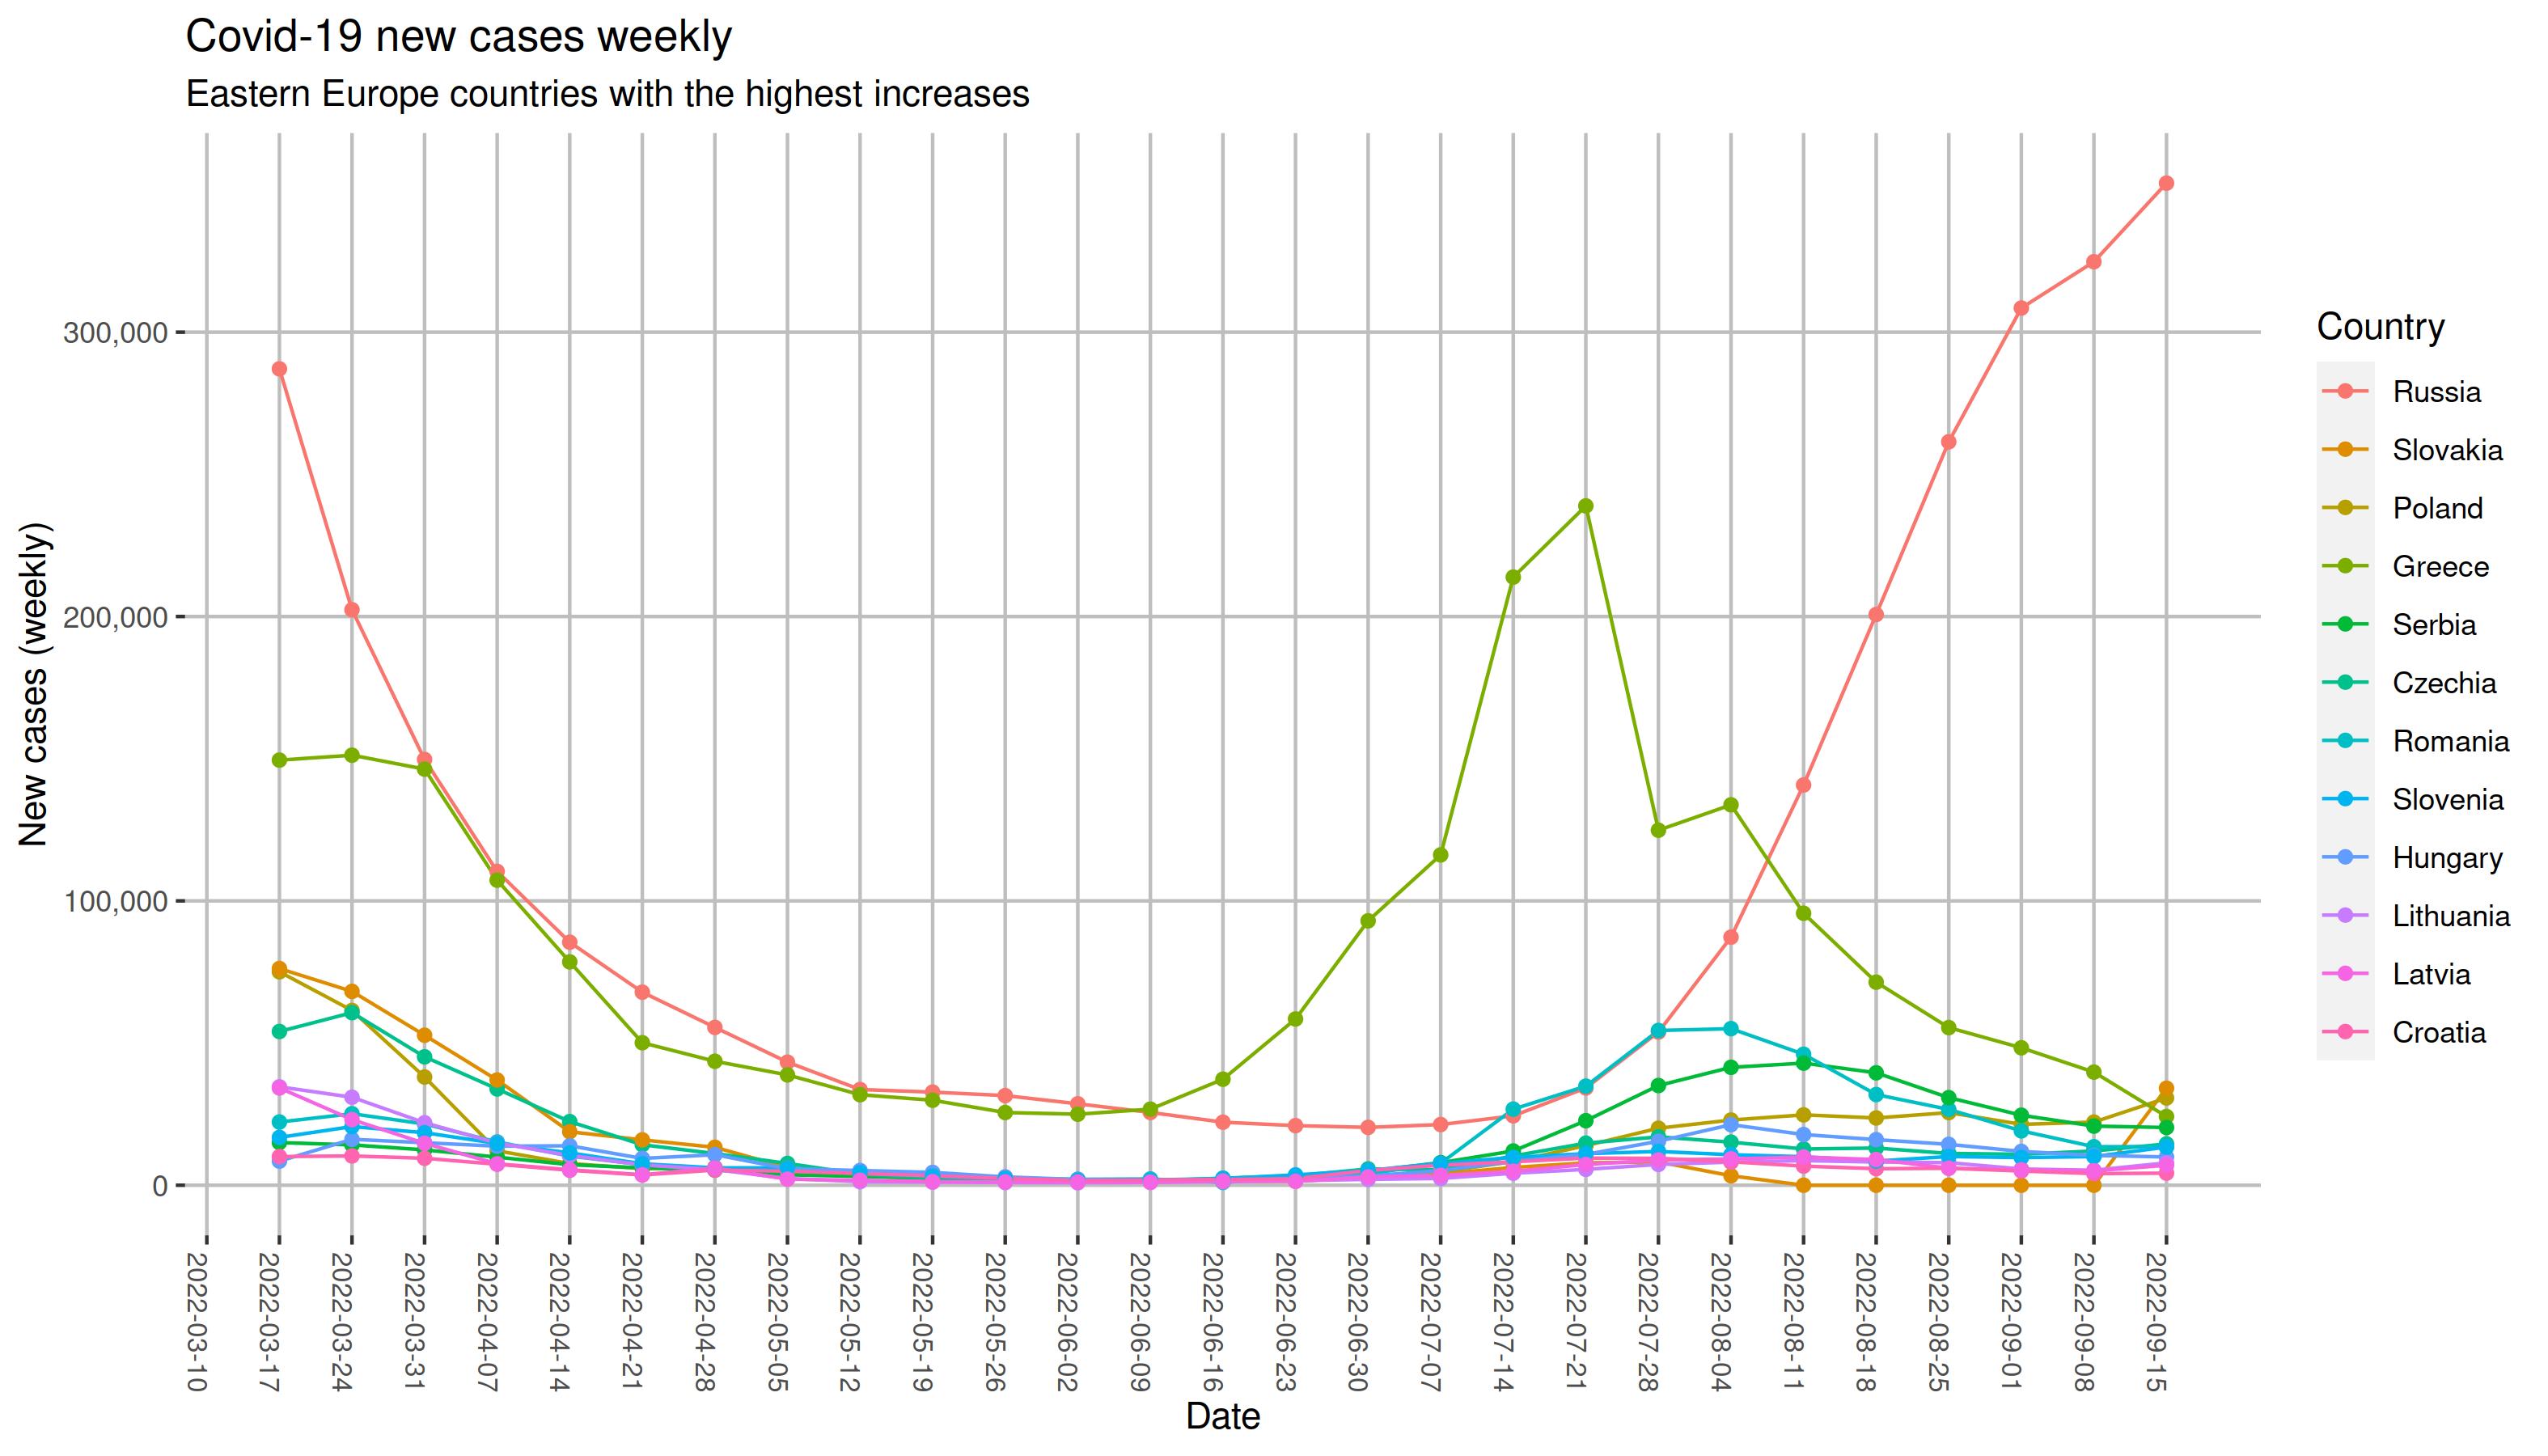 Covid-19 new cases weekly
Eastern Europe countries with the highest increases
New cases (weekly)
300,000
200,000
100,000
0
2022-03-10
2022-03-17
2022-03-24
2022-03-31
2022-04-07
2022-04-14
2022-04-21
2022-04-28
2022-05-05
2022-05-12
2022-05-19
2022-05-26
2022-06-02
2022-06-09
2022-06-16
2022-06-23
2022-06-30
2022-07-07
2022-07-14
2022-07-21
2022-07-28
2022-08-04
2022-08-11
2022-08-18
2022-08-25
2022-09-01
2022-09-08
2022-09-15
Date
Country
Russia
Slovakia
Poland
Greece
Serbia
Czechia
Romania
Slovenia
Hungary
Lithuania
Latvia
Croatia